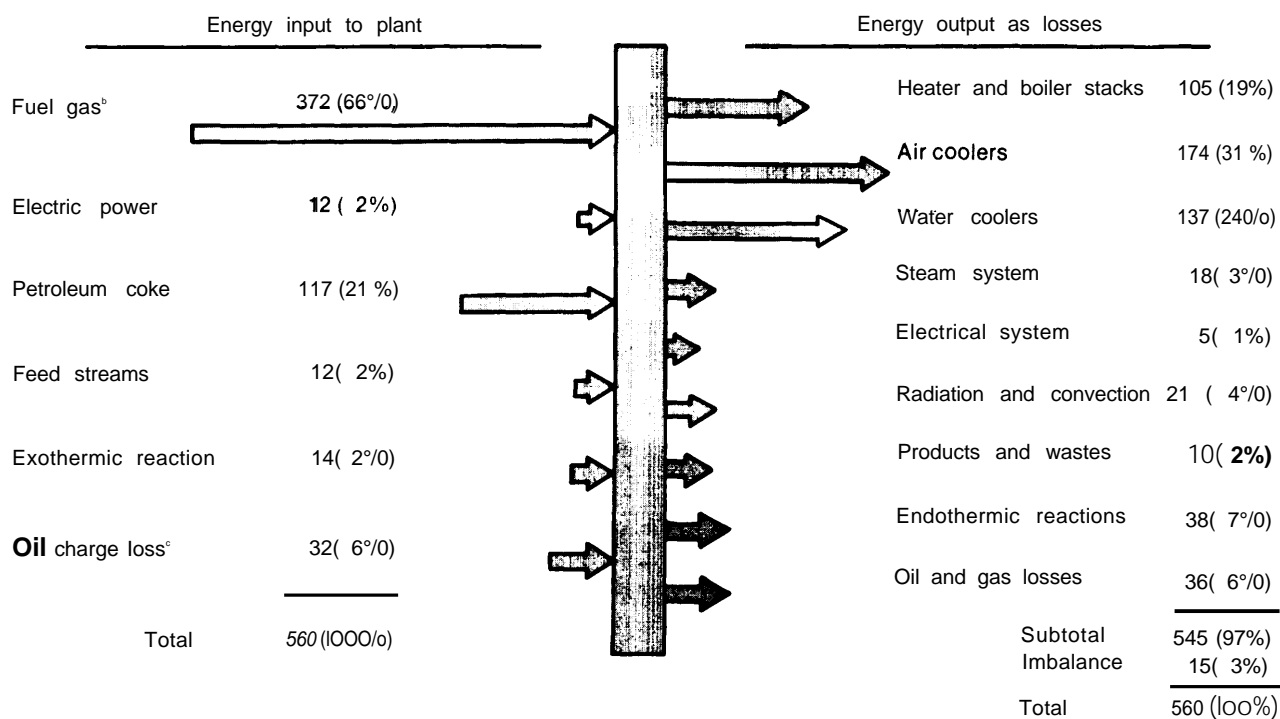 Energy input to plant
Fuel gasᵇ 372 (66°/0)
Electric power 12 ( 2%)
Petroleum coke 117 (21 %)
Feed streams 12( 2%)
Exothermic reaction 14( 2°/0)
Oil charge lossᶜ 32( 6°/0)
Total 560 (IOOO/o)
Energy output as losses
Heater and boiler stacks 105 (19%)
Air coolers 174 (31 %)
Water coolers 137 (240/o)
Steam system 18( 3°/0)
Electrical system 5( 1%)
Radiation and convection 21 ( 4°/0)
Products and wastes 10( 2%)
Endothermic reactions 38( 7°/0)
Oil and gas losses 36( 6°/0)
Subtotal 545 (97%)
Imbalance 15( 3%)
Total 560 (lOO%)